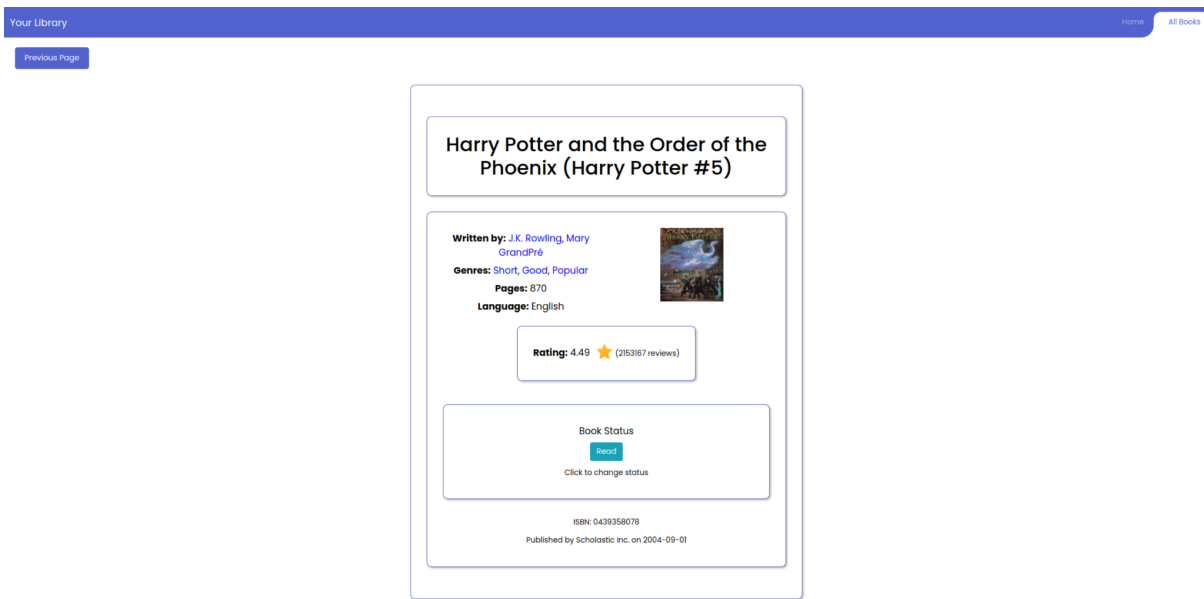 Your Library
Home
All Books
Previous Page
Harry Potter and the Order of the
Phoenix (Harry Potter #5)
Written by: J.K. Rowling, Mary
GrandPré
Genres: Short, Good, Popular
Pages: 870
Language: English
Rating: 4.49 (2153167 reviews)
Book Status
Read
Click to change status
ISBN: 0439358078
Published by Scholastic Inc. on 2004-09-01